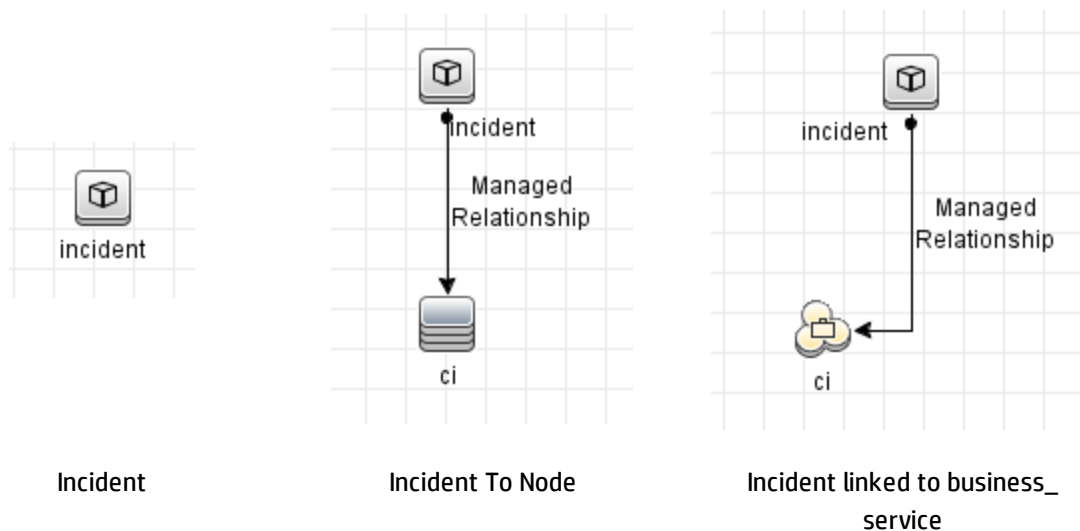 incident
incident
Managed
Relationship
ci
incident
Managed
Relationship
ci
Incident
Incident To Node
Incident linked to business_
service